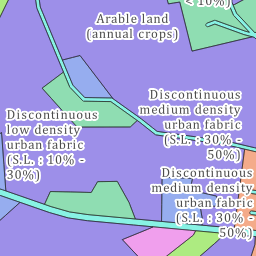 < 10%)
Arable land
(annual crops)
Discontinuous
medium density
urban fabric
(S.L. : 30% -
50%)
Discontinuous
low density
urban fabric
(S.L. : 10% -
30%)
Discontinuous
medium density
urban fabric
(S.L. : 30% -
50%)